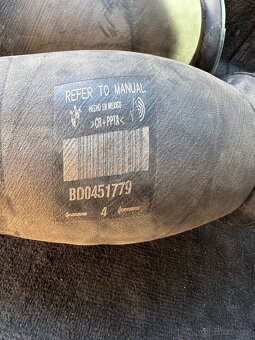 REFER TO MANUAL
HECHO EN MEXICO
>CR+PPTA<
BD0451779
4